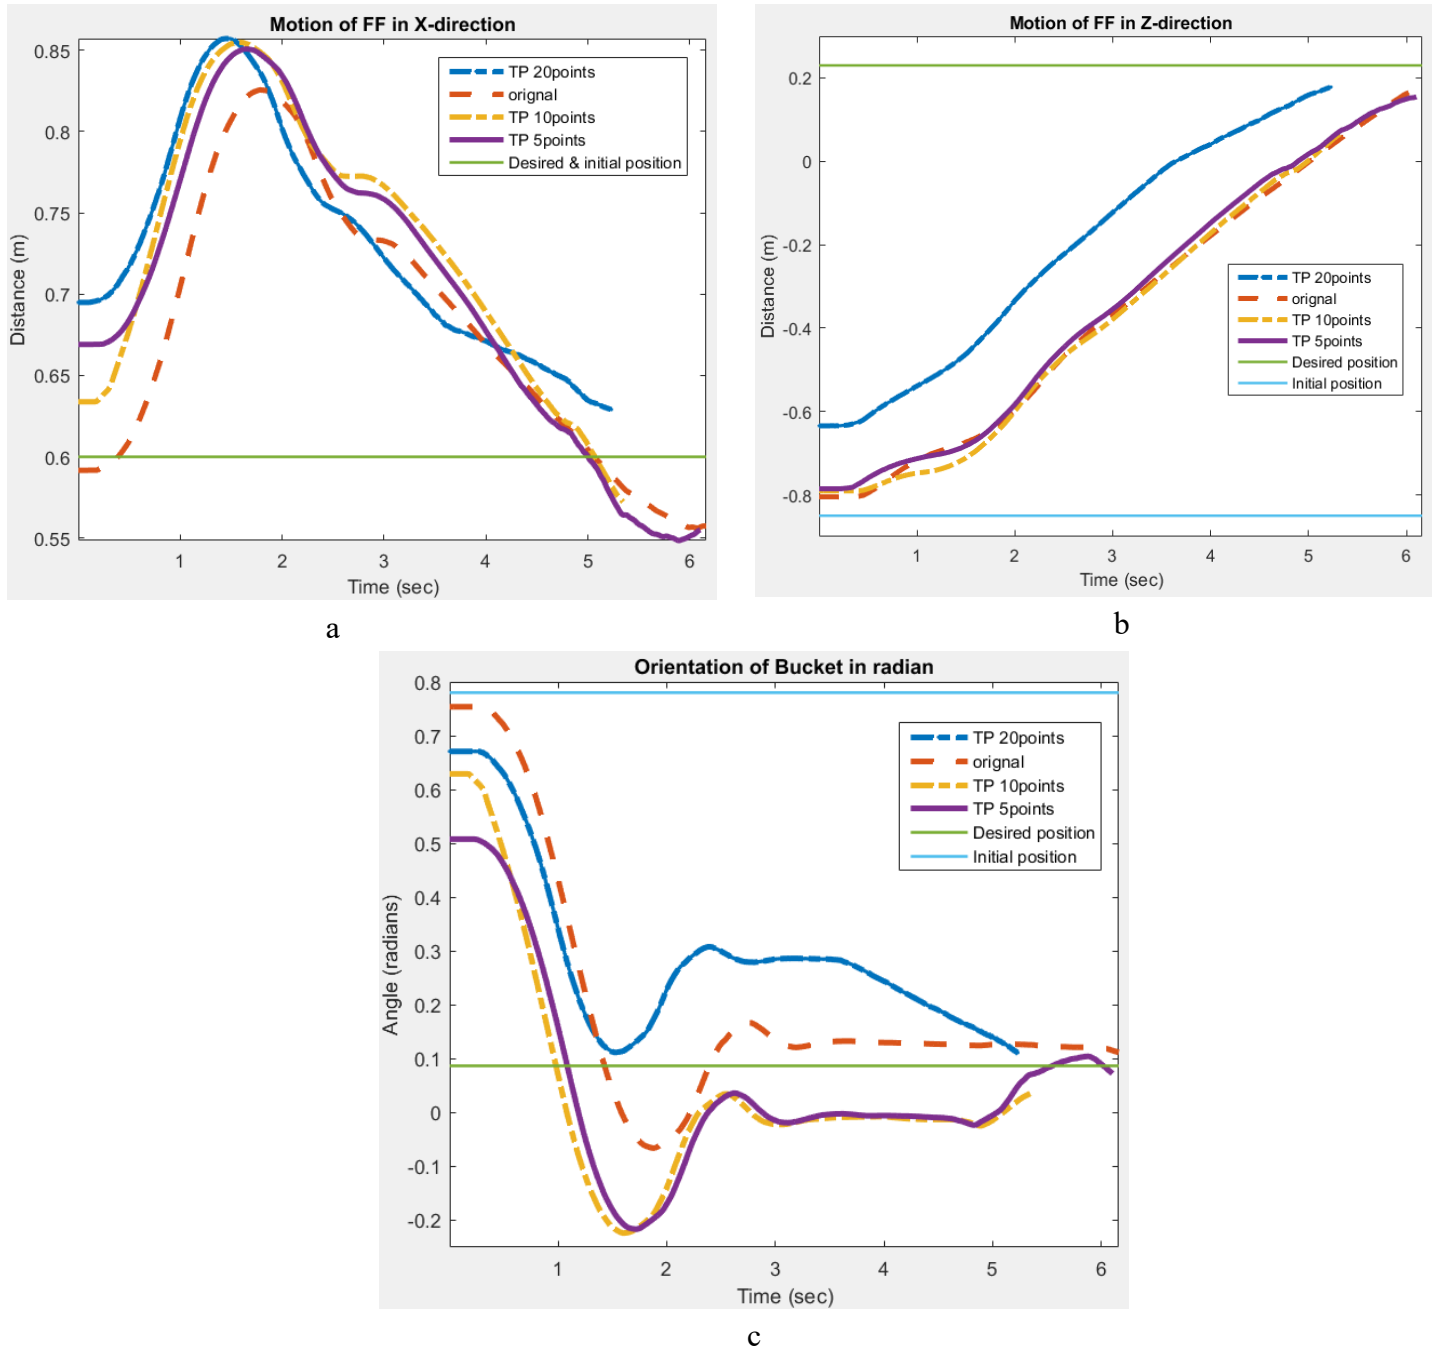 Motion of FF in X-direction
0.85
0.8
0.75
0.7
0.65
0.6
0.55
Distance (m)
TP 20points
orignal
TP 10points
TP 5points
Desired & initial position
1 2 3 4 5 6
Time (sec)
a
Motion of FF in Z-direction
0.2
0
-0.2
-0.4
-0.6
-0.8
Distance (m)
TP 20points
orignal
TP 10points
TP 5points
Desired position
Initial position
1 2 3 4 5 6
Time (sec)
b
Orientation of Bucket in radian
0.8
0.7
0.6
0.5
0.4
0.3
0.2
0.1
0
-0.1
-0.2
Angle (radians)
TP 20points
orignal
TP 10points
TP 5points
Desired position
Initial position
1 2 3 4 5 6
Time (sec)
c